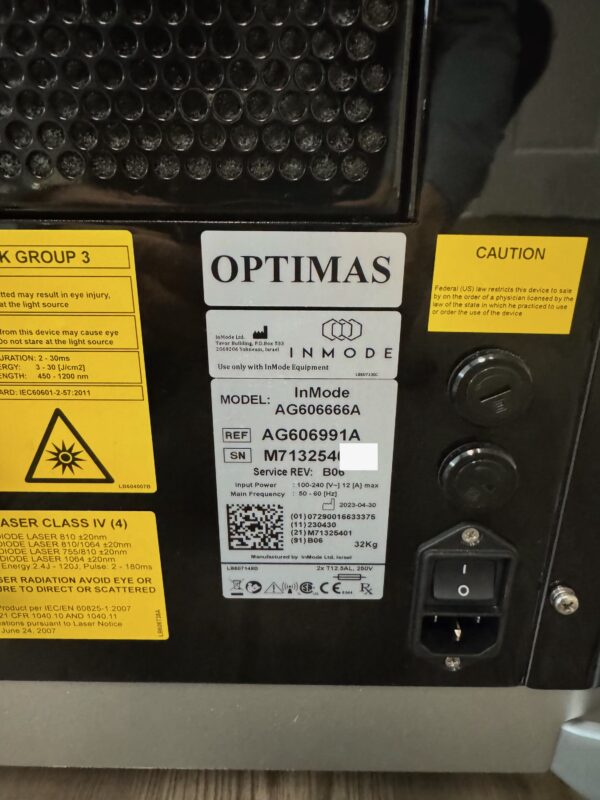 K GROUP 3
tted may result in eye injury,
at the light source
from this device may cause eye
Do not stare at the light source
URATION: 2 - 30ms
ERGY: 3 - 30 [J/cm2]
LENGTH: 450 - 1200 nm
ARD: IEC60601-2-57:2011
LB604007B
ASER CLASS IV (4)
DIODE LASER 810 ±20nm
DIODE LASER 810/1064 ±20nm
DIODE LASER 755/810 ±20nm
DIODE LASER 1064 ±20nm
Energy 2.4J - 120J; Pulse: 2 - 180ms
SER RADIATION AVOID EYE OR
URE TO DIRECT OR SCATTERED
Product per IEC/EN 60825-1:2007
21 CFR 1040.10 AND 1040.11
ations pursuant to Laser Notice
June 24, 2007
OPTIMAS
InMode Ltd.
Tavor Building, P.O.Box 533
2069206 Yokneam, Israel
INMODE
Use only with InMode Equipment
MODEL: InMode
AG606666A
REF AG606991A
SN M7132540
Service REV: B06
Input Power : 100-240 [V~] 12 [A] max
Main Frequency : 50 - 60 [Hz]
2023-04-30
(01)07290016633375
(11)230430
(21)M71325401
(91)B06
32Kg
Manufactured by InMode Ltd. Israel
2x T12.5AL, 250V
CAUTION
Federal (US) law restricts this device to sale
by on the order of a physician licensed by the
law of the state in which he practiced to use
or order the use of the device
I
O